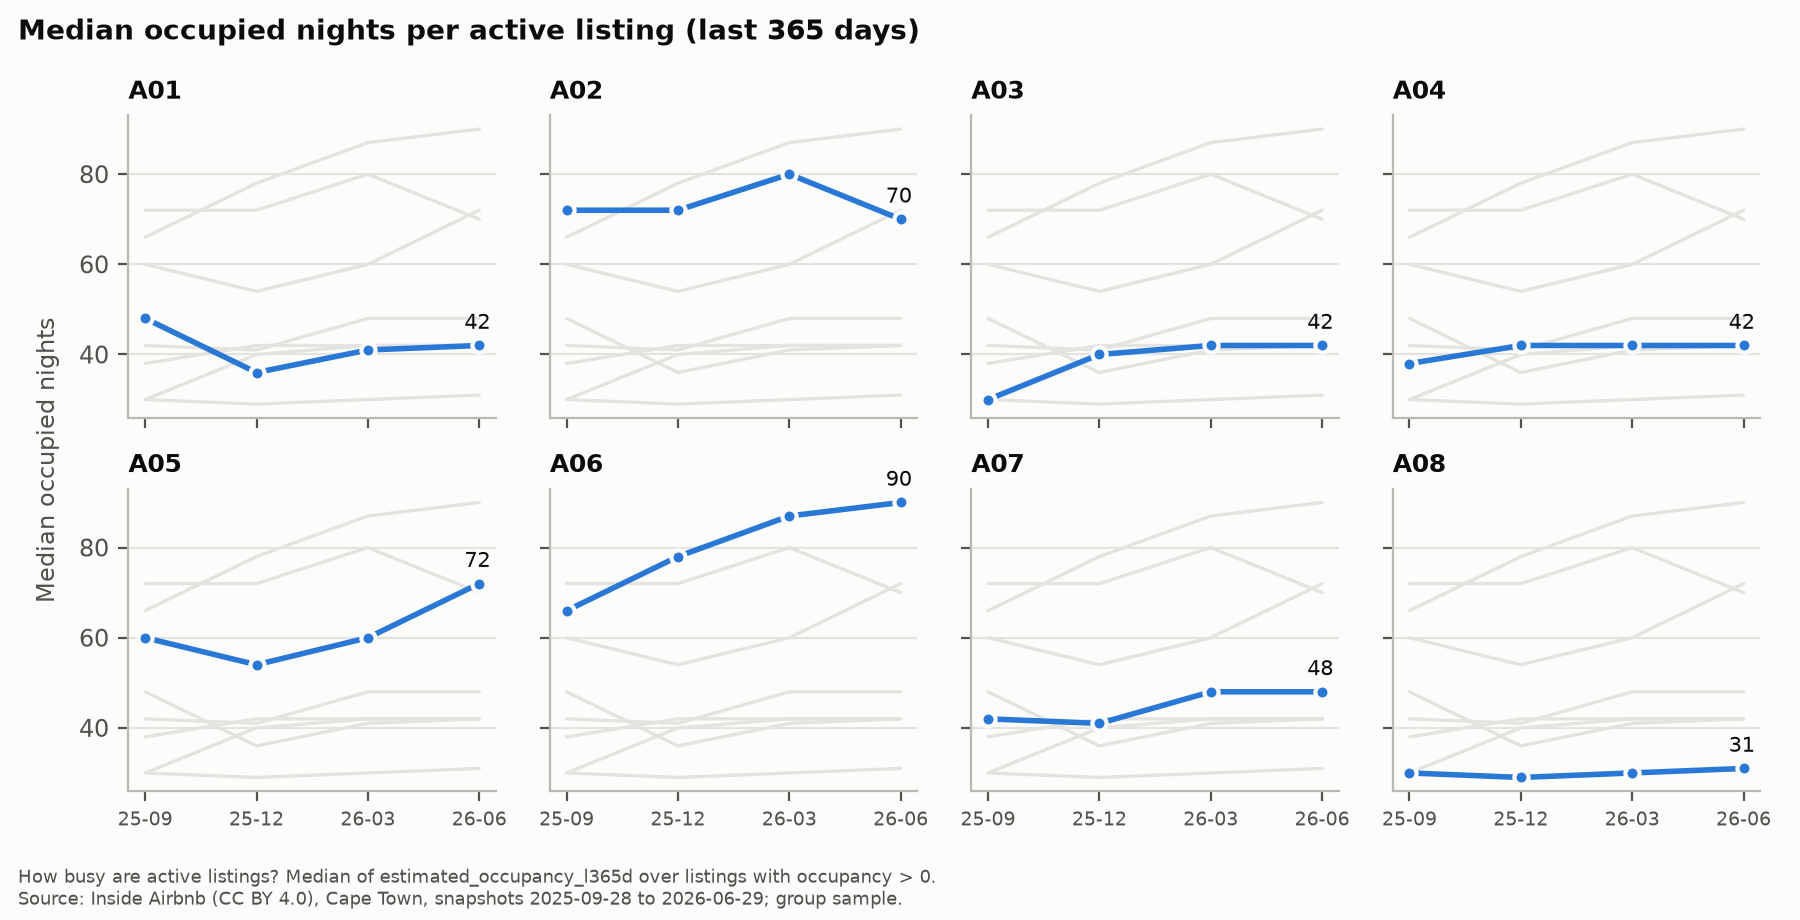 Median occupied nights per active listing (last 365 days)
A01
A02
A03
A04
80
60
40
42
70
42
42
Median occupied nights
A05
A06
A07
A08
80
60
40
72
90
48
31
25-09 25-12 26-03 26-06
25-09 25-12 26-03 26-06
25-09 25-12 26-03 26-06
25-09 25-12 26-03 26-06
How busy are active listings? Median of estimated_occupancy_l365d over listings with occupancy > 0.
Source: Inside Airbnb (CC BY 4.0), Cape Town, snapshots 2025-09-28 to 2026-06-29; group sample.